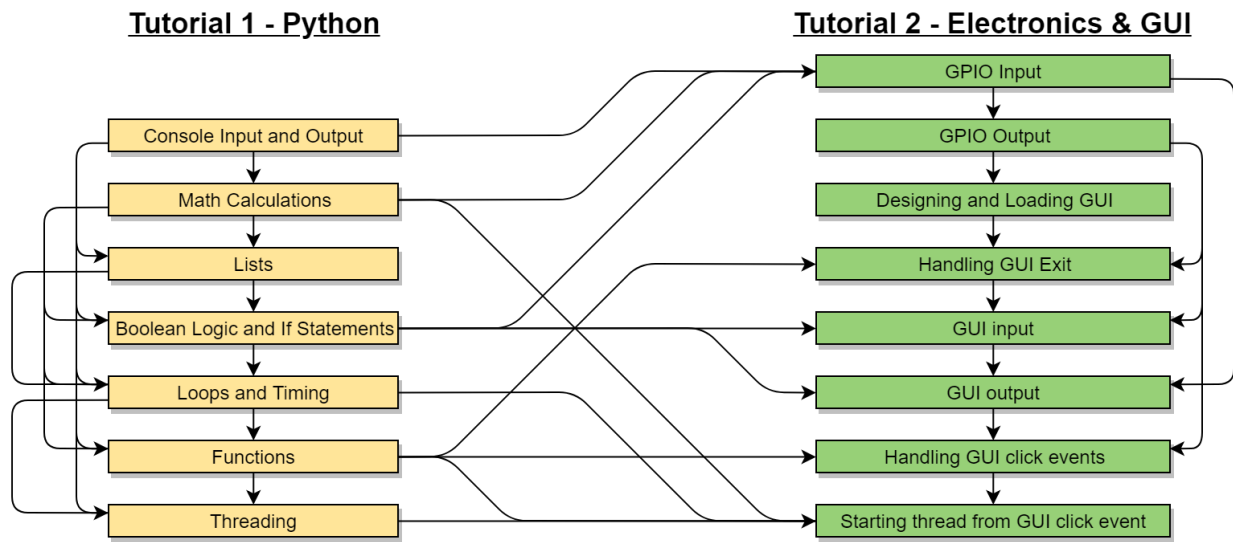 Tutorial 1 - Python
Console Input and Output
Math Calculations
Lists
Boolean Logic and If Statements
Loops and Timing
Functions
Threading
Tutorial 2 - Electronics & GUI
GPIO Input
GPIO Output
Designing and Loading GUI
Handling GUI Exit
GUI input
GUI output
Handling GUI click events
Starting thread from GUI click event